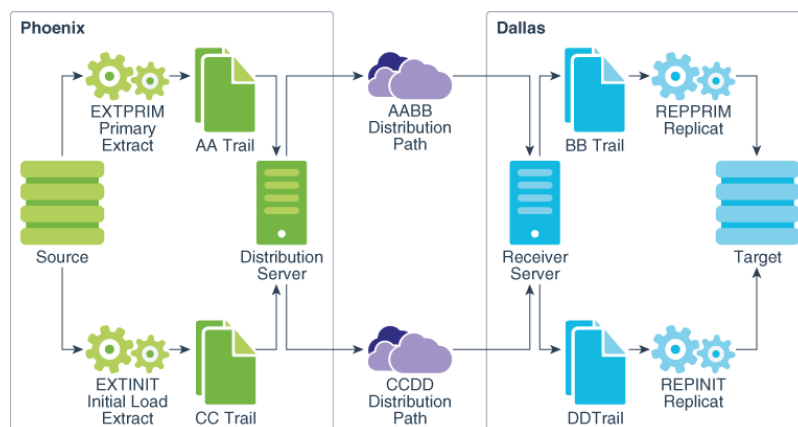 Phoenix
Dallas
EXTPRIM
Primary
Extract
AA Trail
AABB
Distribution
Path
BB Trail
REPPRIM
Replicat
Source
Distribution
Server
Receiver
Server
Target
EXTINIT
Initial Load
Extract
CC Trail
CCDD
Distribution
Path
DDTrail
REPINIT
Replicat